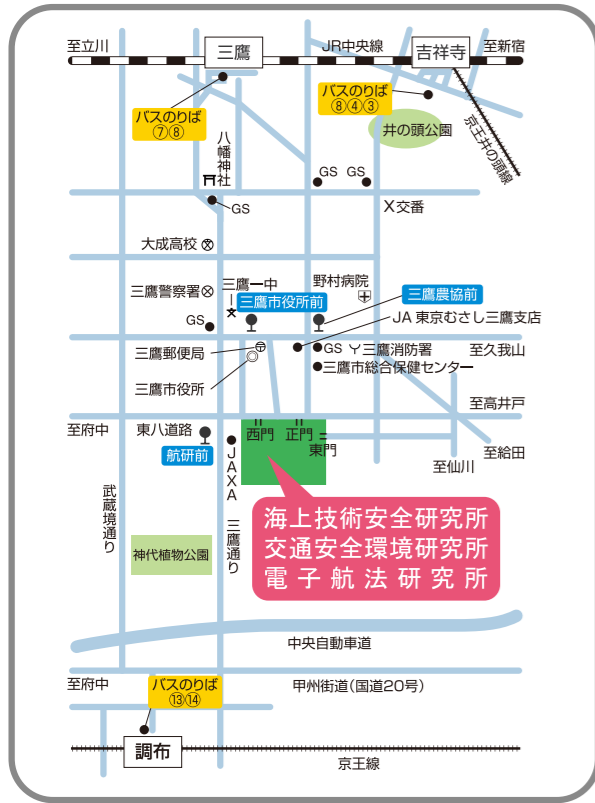 至立川
三鷹
JR中央線
吉祥寺
至新宿
バスのりば
⑦⑧
バスのりば
⑧④③
井の頭公園
京王井の頭線
八幡神社
GS
GS
GS
X交番
大成高校
三鷹警察署
三鷹一中
野村病院
三鷹市役所前
三鷹農協前
GS
JA 東京むさし三鷹支店
三鷹郵便局
GS
三鷹消防署
至久我山
三鷹市総合保健センター
三鷹市役所
至高井戸
至府中
東八道路
西門
正門
東門
至給田
航研前
至仙川
JAXA
武蔵境通り
三鷹通り
海上技術安全研究所
交通安全環境研究所
電子航法研究所
神代植物公園
中央自動車道
至府中
バスのりば
⑬⑭
甲州街道(国道20号)
調布
京王線